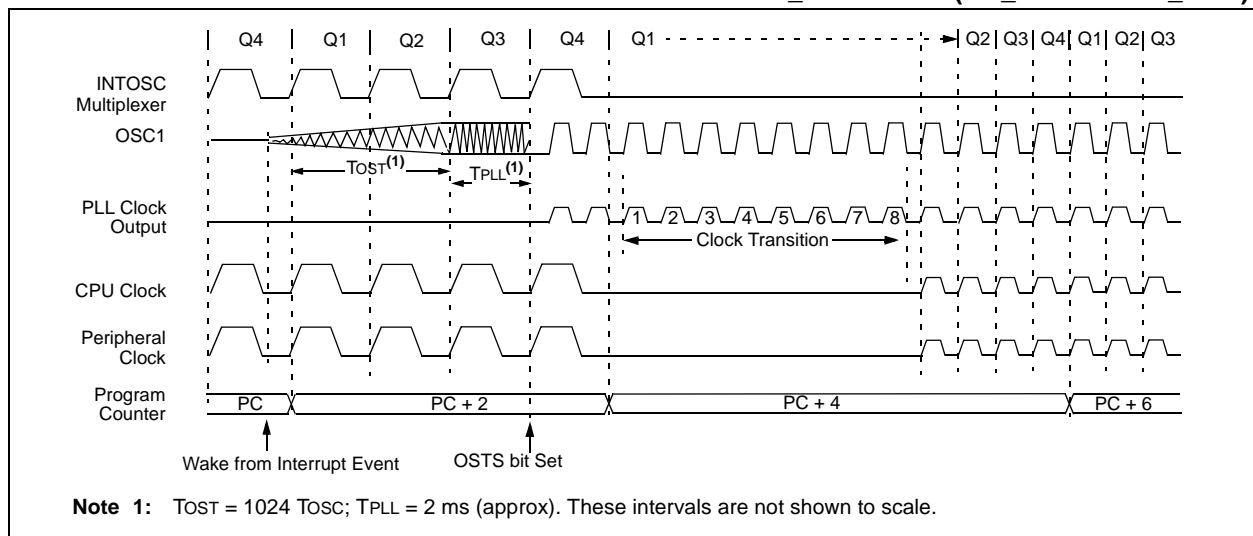 Q4 Q1 Q2 Q3 Q4 Q1 Q2 Q3 Q4 Q1 Q2 Q3
INTOSC
Multiplexer
OSC1
TOST(1)
TPLL(1)
PLL Clock
Output
1 2 3 4 5 6 7 8
Clock Transition
CPU Clock
Peripheral
Clock
Program
Counter
PC PC + 2 PC + 4 PC + 6
Wake from Interrupt Event OSTS bit Set
Note 1: TOST = 1024 TOSC; TPLL = 2 ms (approx). These intervals are not shown to scale.